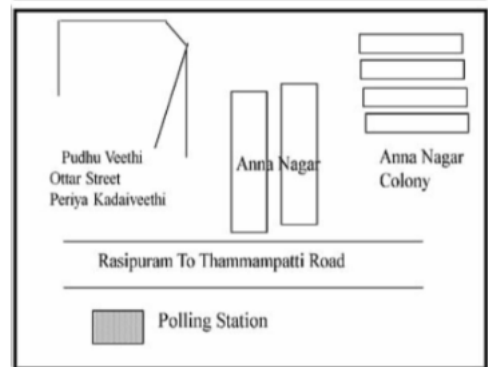 Pudhu Veethi
Ottar Street
Periya Kadaiveethi
Anna Nagar
Anna Nagar
Colony
Rasipuram To Thammampatti Road
Polling Station